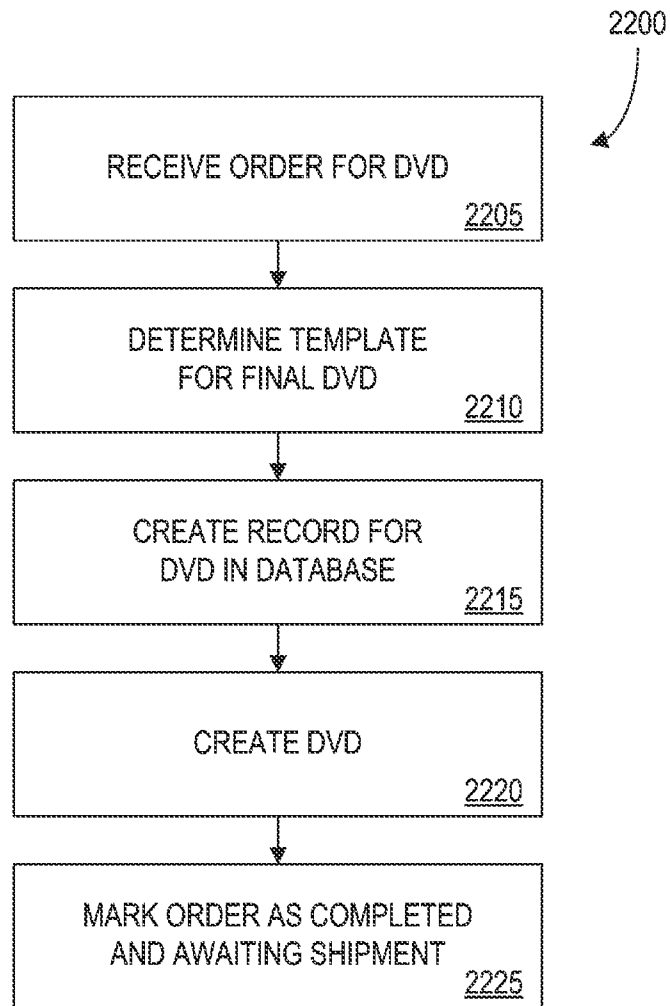 2200
RECEIVE ORDER FOR DVD
2205
DETERMINE TEMPLATE
FOR FINAL DVD
2210
CREATE RECORD FOR
DVD IN DATABASE
2215
CREATE DVD
2220
MARK ORDER AS COMPLETED
AND AWAITING SHIPMENT
2225